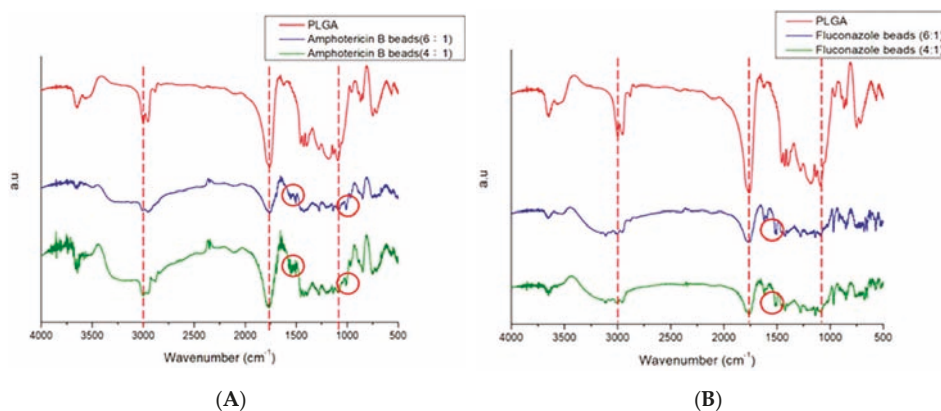 PLGA
Amphotericin B beads(6：1)
Amphotericin B beads(4：1)
a.u
4000 3500 3000 2500 2000 1500 1000 500
Wavenumber (cm-1)
(A)
PLGA
Fluconazole beads (6:1)
Fluconazole beads (4:1)
a.u
4000 3500 3000 2500 2000 1500 1000 500
Wavenumber (cm-1)
(B)